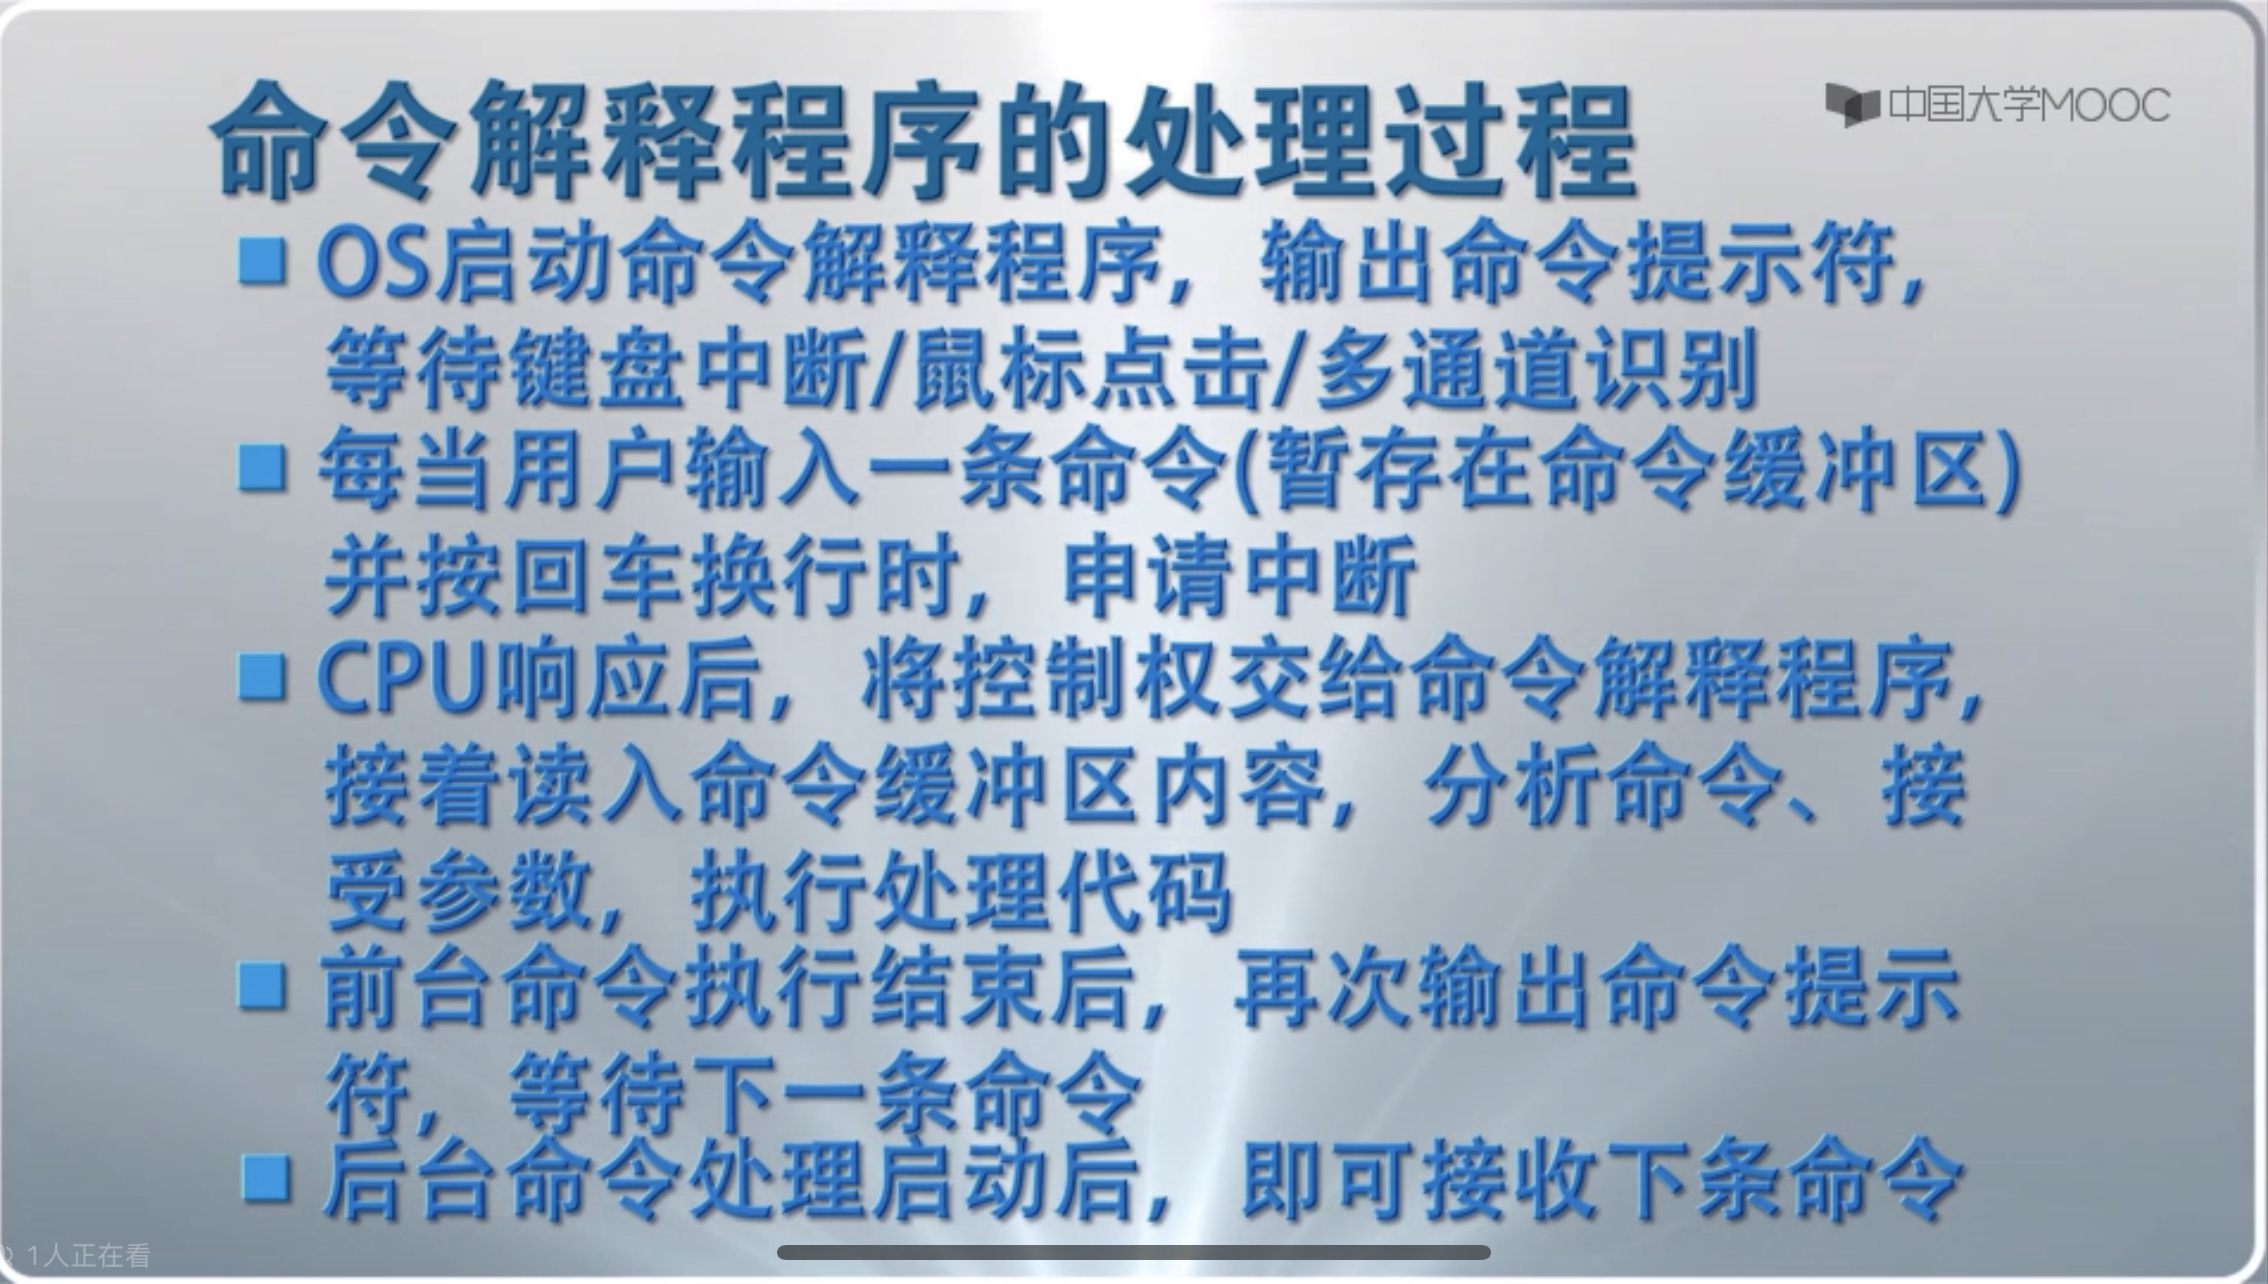 命令解释程序的处理过程
中国大学MOOC
OS启动命令解释程序，输出命令提示符，
等待键盘中断/鼠标点击/多通道识别
每当用户输入一条命令(暂存在命令缓冲区)
并按回车换行时，申请中断
CPU响应后，将控制权交给命令解释程序，
接着读入命令缓冲区内容，分析命令、接
受参数，执行处理代码
前台命令执行结束后，再次输出命令提示
符，等待下一条命令
后台命令处理启动后，即可接收下条命令
1人正在看